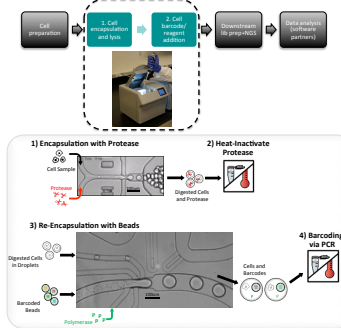 Cell
preparation
1. Cell
encapsulation
and lysis
2. Cell
barcode/
reagent
addition
Downstream
lib prep+NGS
Data analysis
(software
partners)
1) Encapsulation with Protease
2) Heat-Inactivate
Protease
Cell Sample
Protease
100µm
Digested Cells
and Protease
3) Re-Encapsulation with Beads
4) Barcoding
via PCR
Digested Cells
in Droplets
Cells and
Barcodes
Barcoded
Beads
100µm
Polymerase